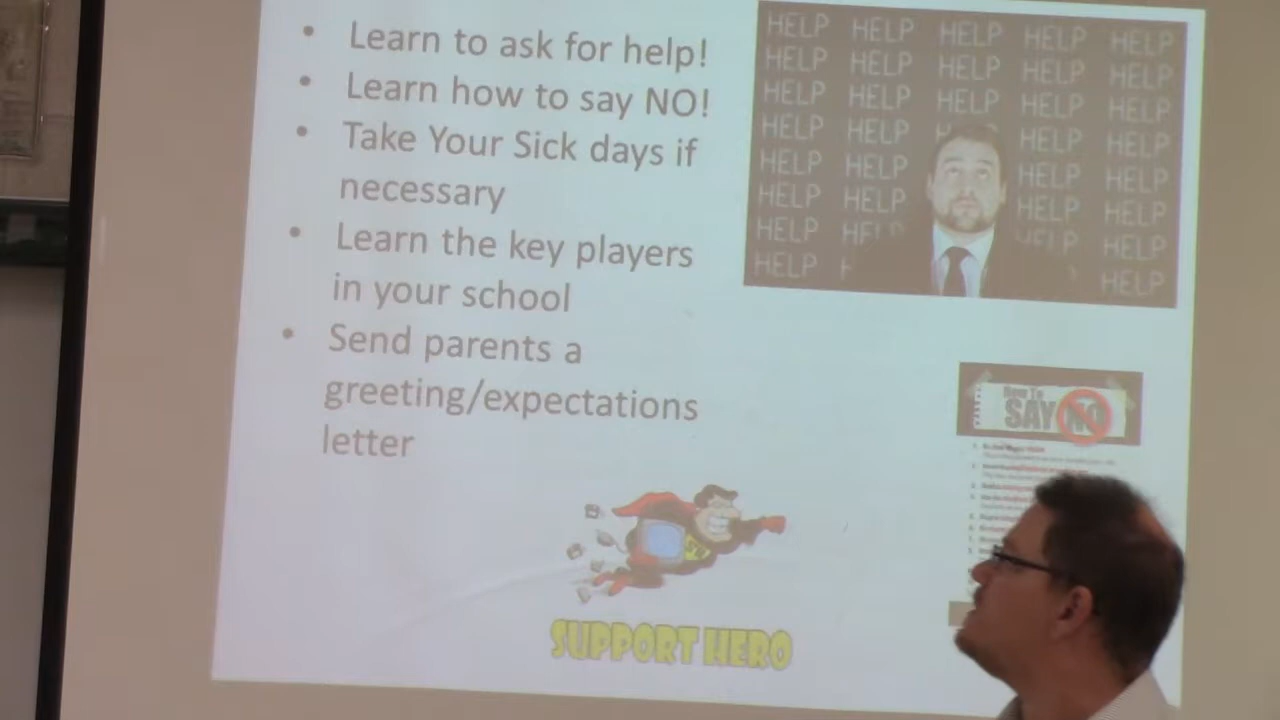 • Learn to ask for help!
• Learn how to say NO!
• Take Your Sick days if
necessary
• Learn the key players
in your school
• Send parents a
greeting/expectations
letter
HELP HELP HELP HELP HELP
HELP HELP HELP HELP HELP
HELP HELP HELP HELP HELP
HELP HELP HELP HELP
HELP HELP HELP HELP
HELP HELP HELP HELP
HELP HELP HELP HELP
HELP HELP
How To
SAY NO
SUPPORT HERO